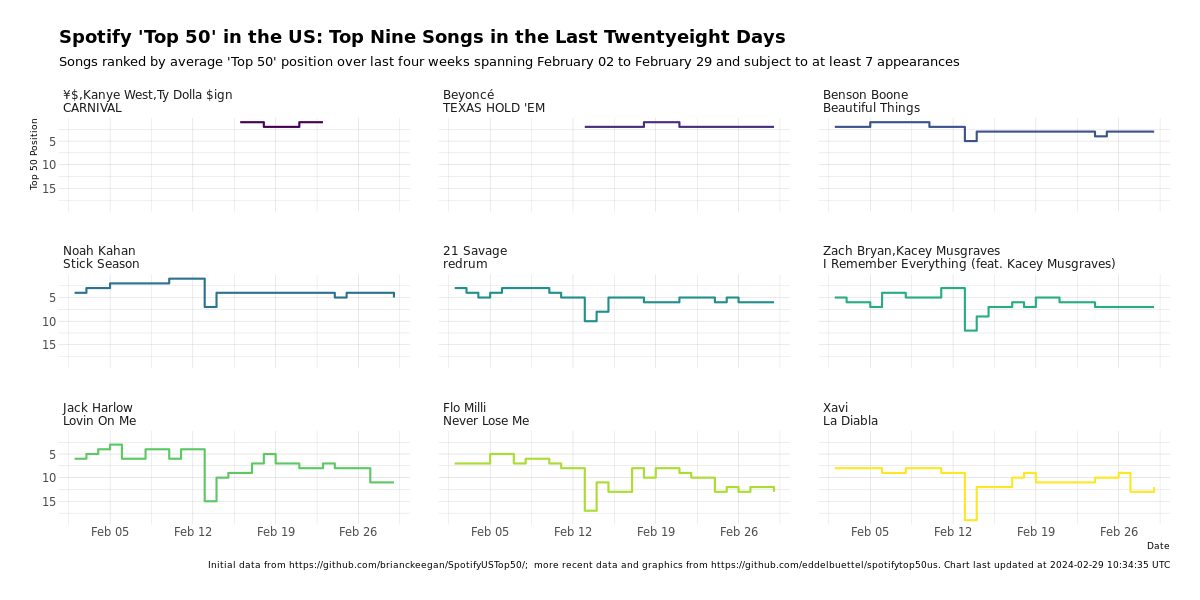 Spotify 'Top 50' in the US: Top Nine Songs in the Last Twentyeight Days
Songs ranked by average 'Top 50' position over last four weeks spanning February 02 to February 29 and subject to at least 7 appearances
¥$,Kanye West,Ty Dolla $ign
CARNIVAL
Beyoncé
TEXAS HOLD 'EM
Benson Boone
Beautiful Things
Top 50 Position
5
10
15
Noah Kahan
Stick Season
21 Savage
redrum
Zach Bryan,Kacey Musgraves
I Remember Everything (feat. Kacey Musgraves)
5
10
15
Jack Harlow
Lovin On Me
Flo Milli
Never Lose Me
Xavi
La Diabla
5
10
15
Feb 05 Feb 12 Feb 19 Feb 26
Feb 05 Feb 12 Feb 19 Feb 26
Feb 05 Feb 12 Feb 19 Feb 26
Date
Initial data from https://github.com/brianckeegan/SpotifyUSTop50/;  more recent data and graphics from https://github.com/eddelbuettel/spotifytop50us. Chart last updated at 2024-02-29 10:34:35 UTC